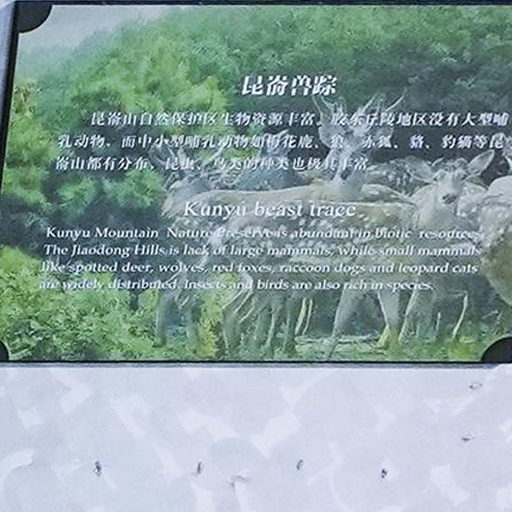 昆嵛兽踪
昆嵛山自然保护区生物资源丰富。胶东丘陵地区没有大型哺
乳动物，而中小型哺乳动物如梅花鹿、狼、赤狐、貉、豹猫等昆
嵛山都有分布，昆虫、鸟类的种类也极其丰富。
Kunyu beast trace
Kunyu Mountain Nature Preserve is abundnat in biotic resource.
The Jiaodong Hills is lack of large mammals, while small mammals
like spotted deer, wolves, red foxes, raccoon dogs and leopard cats
are widely distributed. Insects and birds are also rich in species.